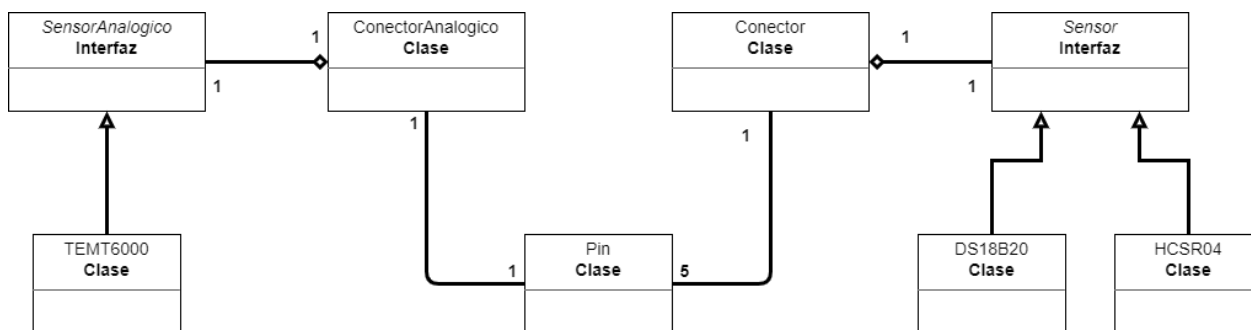 SensorAnalogico
Interfaz
1
1
ConectorAnalogico
Clase
1
Conector
Clase
1
1
1
Sensor
Interfaz
TEMT6000
Clase
1
Pin
Clase
5
DS18B20
Clase
HCSR04
Clase